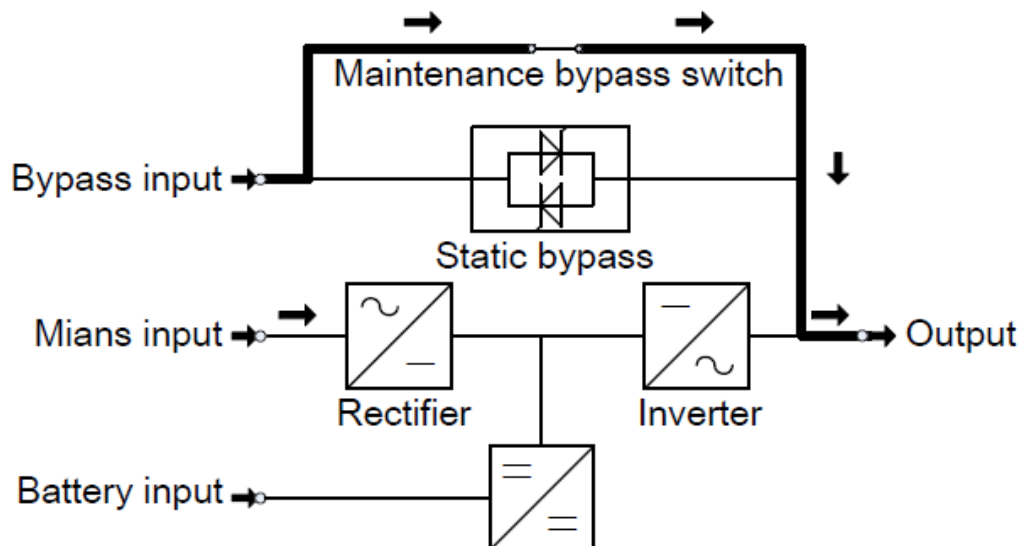 Maintenance bypass switch
Bypass input
Static bypass
Mians input
Output
Rectifier
Inverter
Battery input